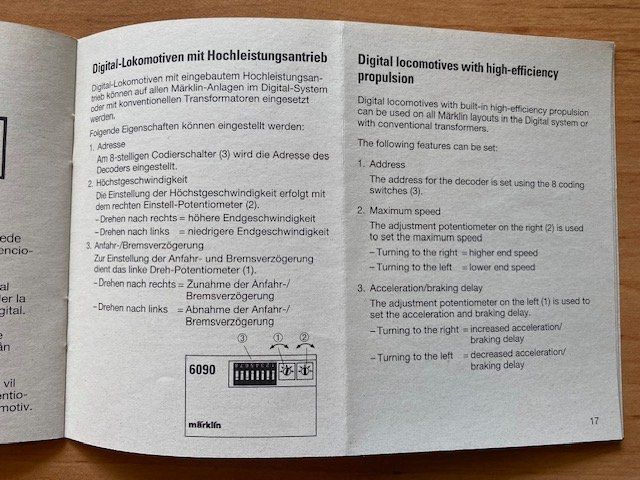 ede
encio-
al
er la
gital.
e
án
vil
entio-
motiv.
Digital-Lokomotiven mit Hochleistungsantrieb
Digital-Lokomotiven mit eingebautem Hochleistungsan-
trieb können auf allen Märklin-Anlagen im Digital-System
oder mit konventionellen Transformatoren eingesetzt
werden.
Folgende Eigenschaften können eingestellt werden:
1. Adresse
Am 8-stelligen Codierschalter (3) wird die Adresse des
Decoders eingestellt.
2. Höchstgeschwindigkeit
Die Einstellung der Höchstgeschwindigkeit erfolgt mit
dem rechten Einstell-Potentiometer (2).
– Drehen nach rechts = höhere Endgeschwindigkeit
– Drehen nach links = niedrigere Endgeschwindigkeit
3. Anfahr-/Bremsverzögerung
Zur Einstellung der Anfahr- und Bremsverzögerung
dient das linke Dreh-Potentiometer (1).
– Drehen nach rechts = Zunahme der Anfahr-/
Bremsverzögerung
– Drehen nach links = Abnahme der Anfahr-/
Bremsverzögerung
③ ① ②
6090
märklin
Digital locomotives with high-efficiency
propulsion
Digital locomotives with built-in high-efficiency propulsion
can be used on all Märklin layouts in the Digital system or
with conventional transformers.
The following features can be set:
1. Address
The address for the decoder is set using the 8 coding
switches (3).
2. Maximum speed
The adjustment potentiometer on the right (2) is used
to set the maximum speed
– Turning to the right = higher end speed
– Turning to the left = lower end speed
3. Acceleration/braking delay
The adjustment potentiometer on the left (1) is used to
set the acceleration and braking delay.
– Turning to the right = increased acceleration/
braking delay
– Turning to the left = decreased acceleration/
braking delay
17